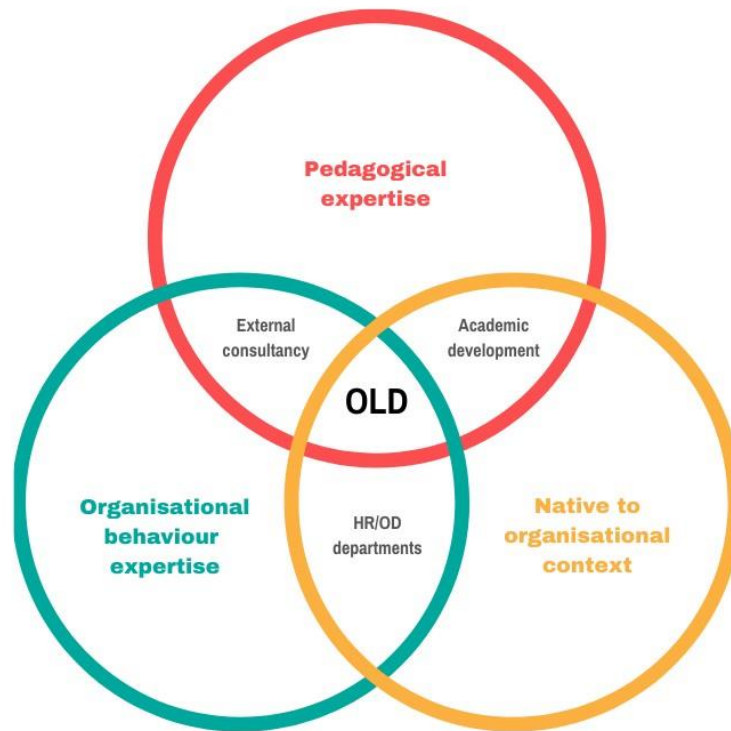 Pedagogical
expertise
External
consultancy
Academic
development
OLD
Organisational
behaviour
expertise
HR/OD
departments
Native to
organisational
context